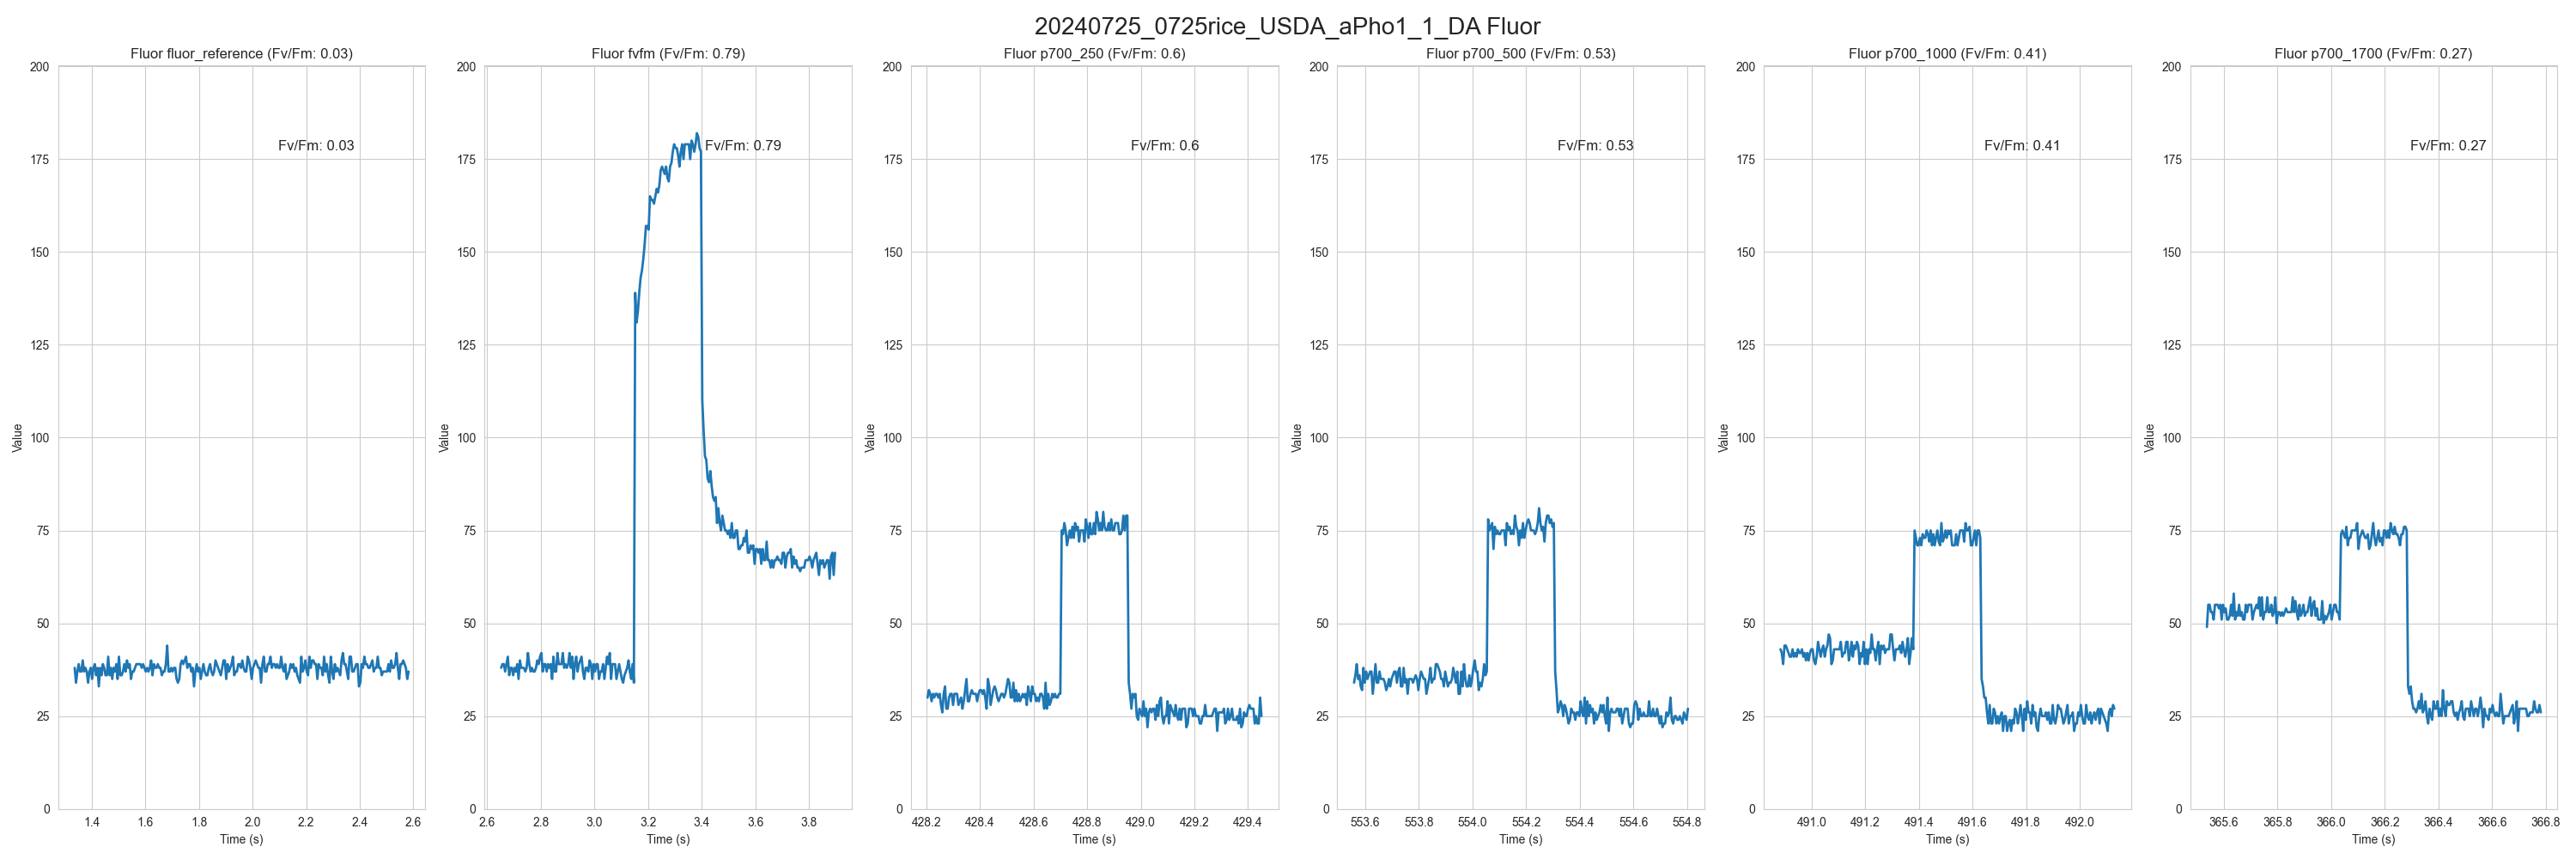 20240725_0725rice_USDA_aPho1_1_DA Fluor
Fluor fluor_reference (Fv/Fm: 0.03)
Fv/Fm: 0.03
200
175
150
125
100
75
50
25
0
Value
1.4 1.6 1.8 2.0 2.2 2.4 2.6
Time (s)
Fluor fvfm (Fv/Fm: 0.79)
Fv/Fm: 0.79
200
175
150
125
100
75
50
25
0
Value
2.6 2.8 3.0 3.2 3.4 3.6 3.8
Time (s)
Fluor p700_250 (Fv/Fm: 0.6)
Fv/Fm: 0.6
200
175
150
125
100
75
50
25
0
Value
428.2 428.4 428.6 428.8 429.0 429.2 429.4
Time (s)
Fluor p700_500 (Fv/Fm: 0.53)
Fv/Fm: 0.53
200
175
150
125
100
75
50
25
0
Value
553.6 553.8 554.0 554.2 554.4 554.6 554.8
Time (s)
Fluor p700_1000 (Fv/Fm: 0.41)
Fv/Fm: 0.41
200
175
150
125
100
75
50
25
0
Value
491.0 491.2 491.4 491.6 491.8 492.0
Time (s)
Fluor p700_1700 (Fv/Fm: 0.27)
Fv/Fm: 0.27
200
175
150
125
100
75
50
25
0
Value
365.6 365.8 366.0 366.2 366.4 366.6 366.8
Time (s)